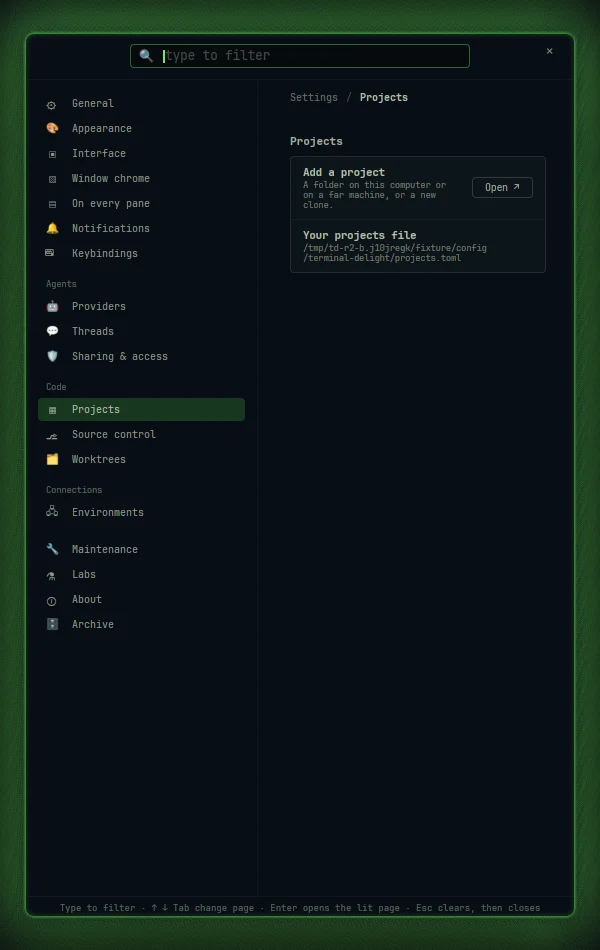 type to filter
×
General
Appearance
Interface
Window chrome
On every pane
Notifications
Keybindings
Agents
Providers
Threads
Sharing & access
Code
Projects
Source control
Worktrees
Connections
Environments
Maintenance
Labs
About
Archive
Settings / Projects
Projects
Add a project
A folder on this computer or
on a far machine, or a new
clone.
Open ↗
Your projects file
/tmp/td-r2-b.j10jregk/fixture/config
/terminal-delight/projects.toml
Type to filter · ↑ ↓ Tab change page · Enter opens the lit page · Esc clears, then closes